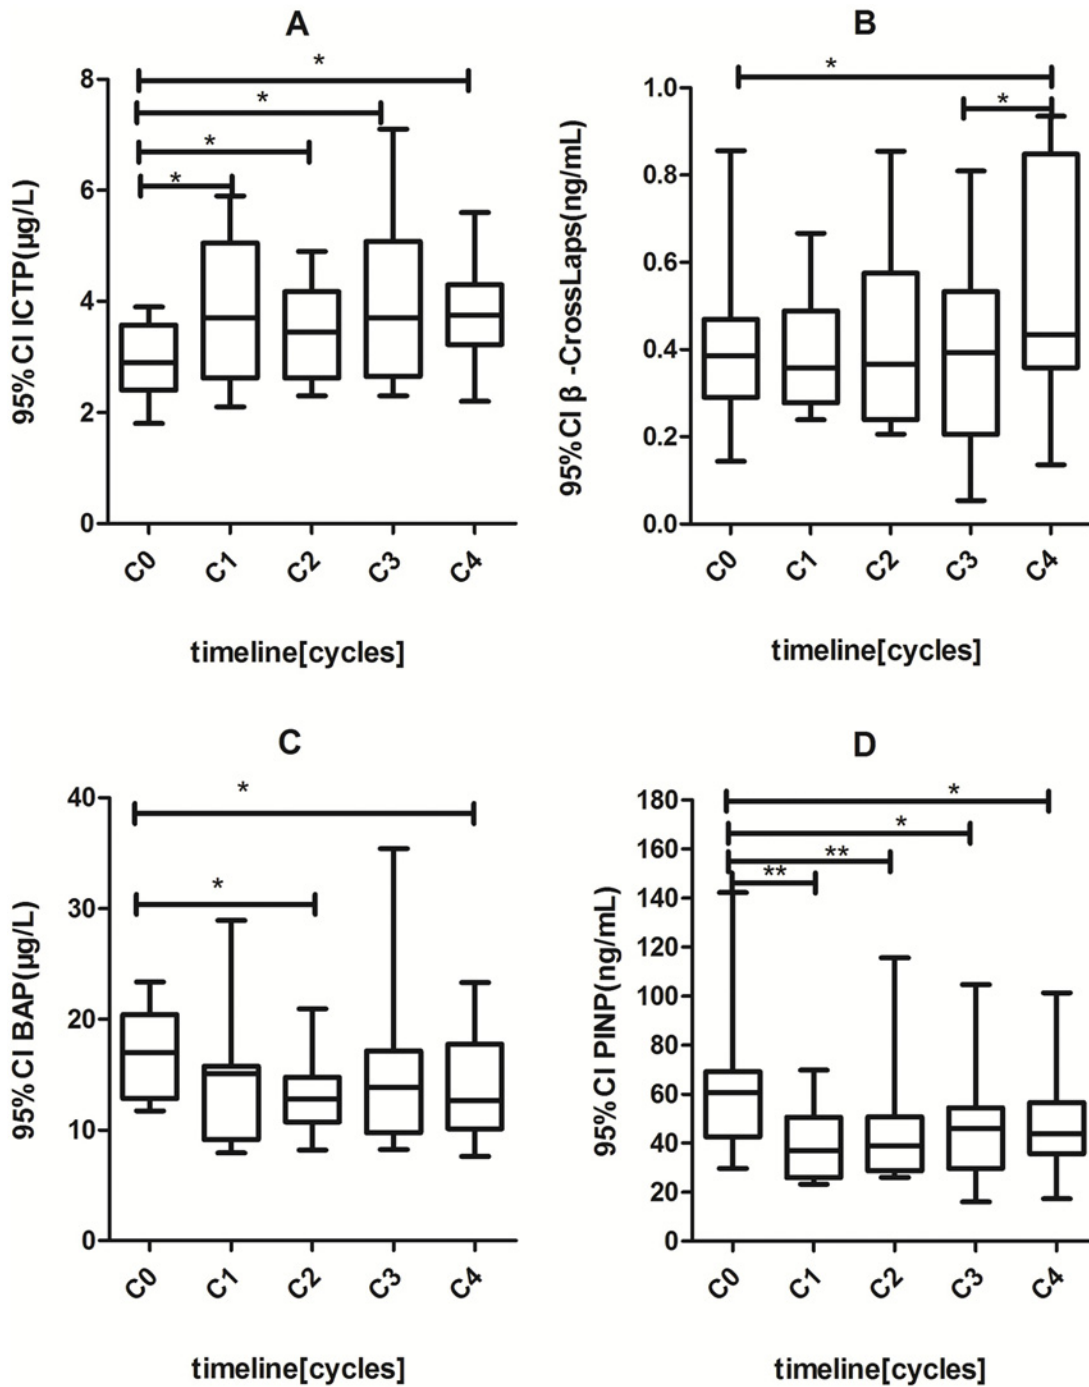 A
95%CI ICTP(µg/L)
8
6
4
2
0
*
*
*
*
C0
C1
C2
C3
C4
timeline[cycles]
B
95%CI β -CrossLaps(ng/mL)
1.0
0.8
0.6
0.4
0.2
0.0
*
*
C0
C1
C2
C3
C4
timeline[cycles]
C
95%CI BAP(µg/L)
40
30
20
10
0
*
*
C0
C1
C2
C3
C4
timeline[cycles]
D
95%CI PINP(ng/mL)
180
160
140
120
100
80
60
40
20
0
*
*
**
**
C0
C1
C2
C3
C4
timeline[cycles]